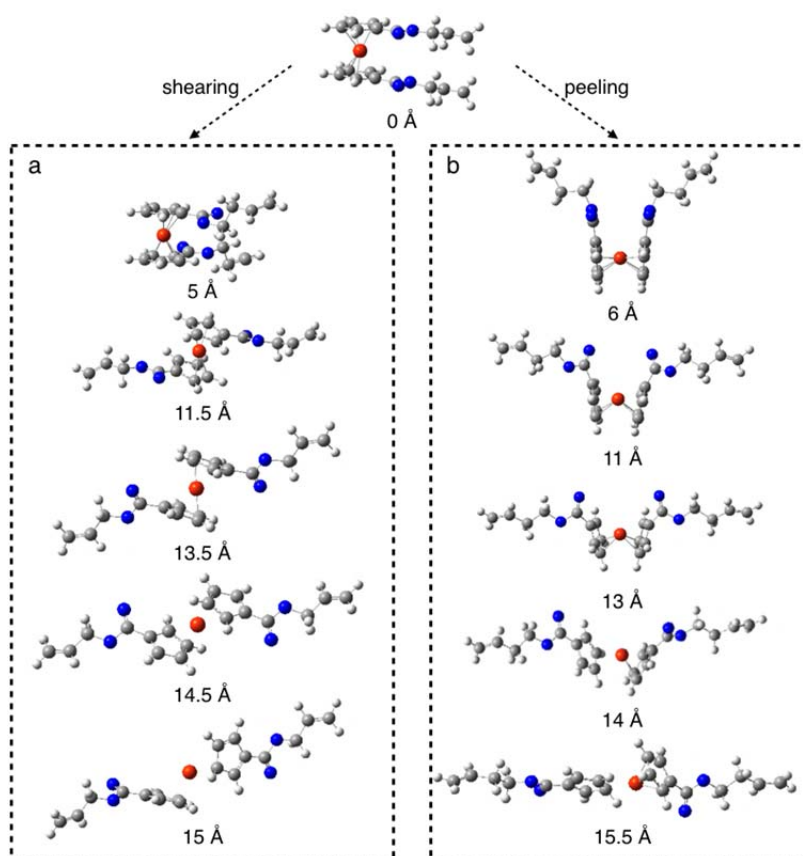 shearing
peeling
0 Å
a
5 Å
11.5 Å
13.5 Å
14.5 Å
15 Å
b
6 Å
11 Å
13 Å
14 Å
15.5 Å